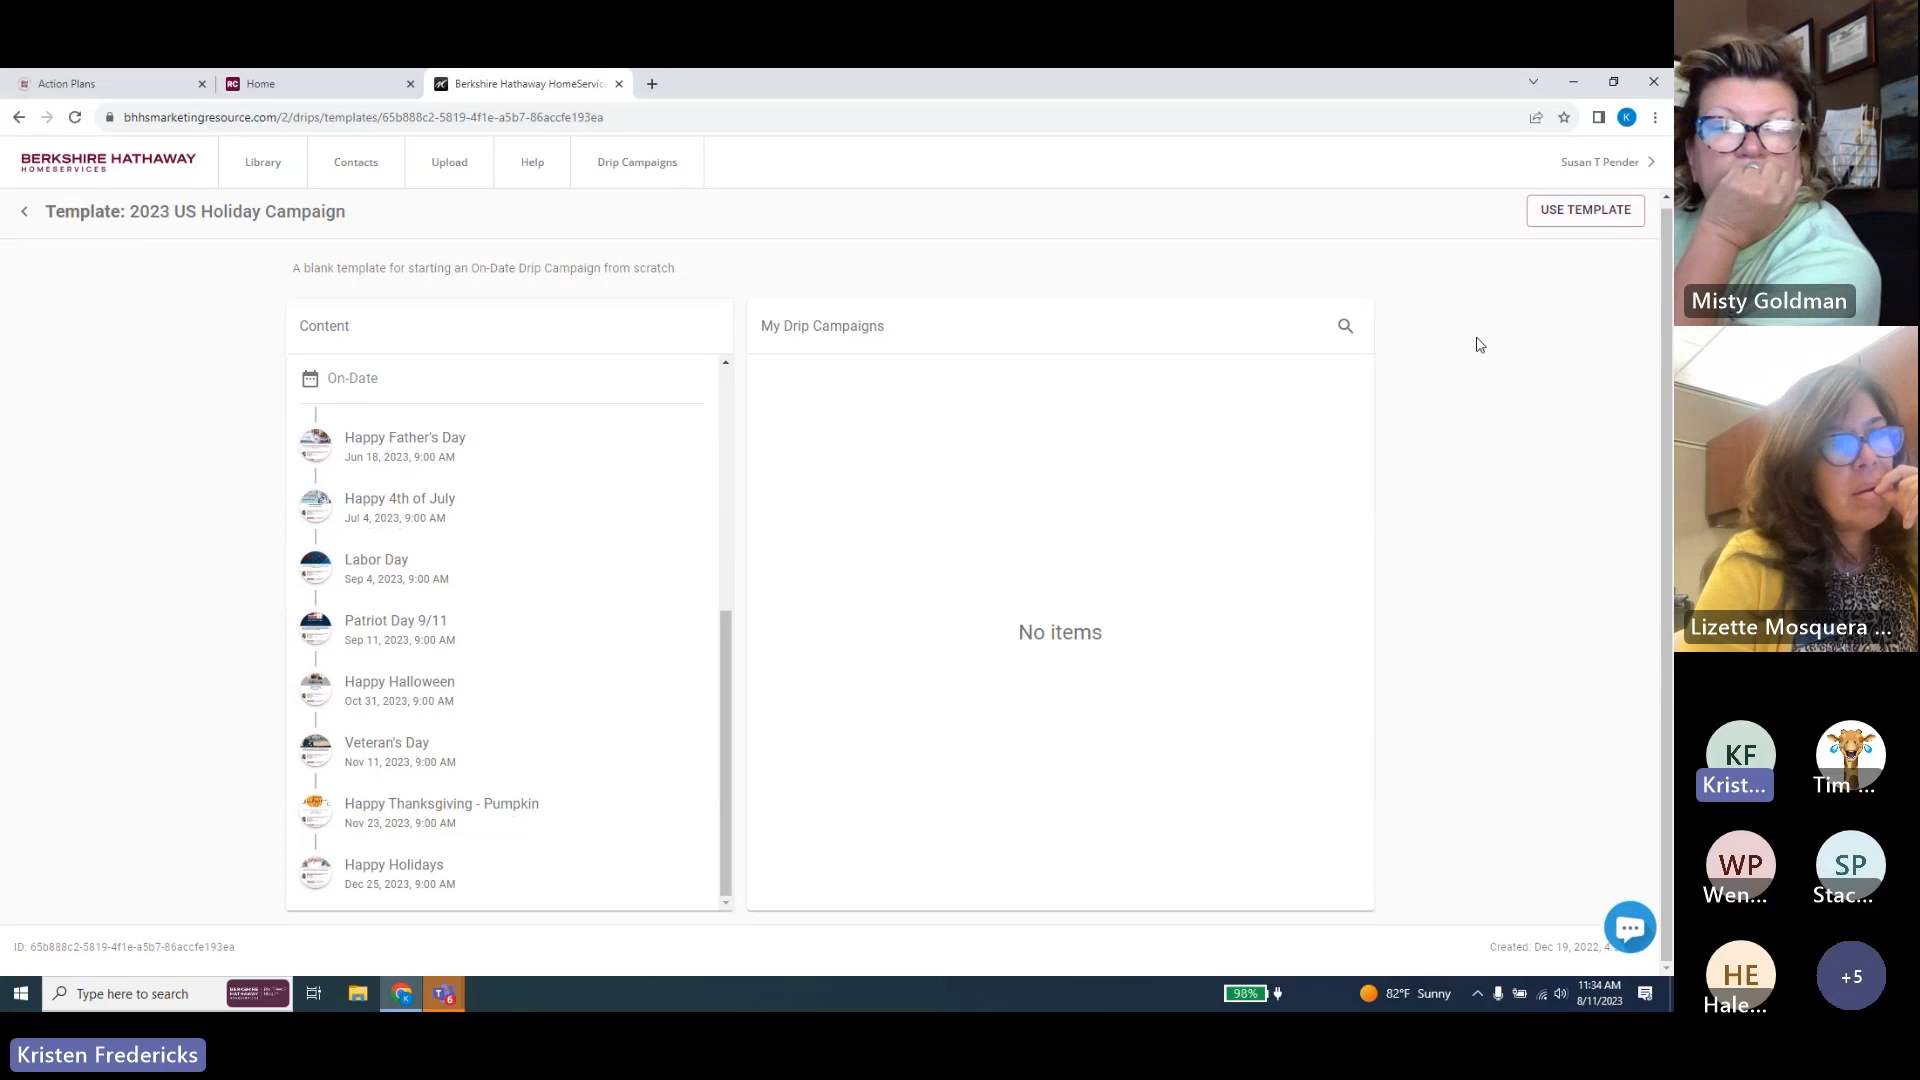 Action Plans
RC Home
Berkshire Hathaway HomeServic
bhhsmarketingresource.com/2/drips/templates/65b888c2-5819-4f1e-a5b7-86accfe193ea
K
BERKSHIRE HATHAWAY
HOMESERVICES
Library
Contacts
Upload
Help
Drip Campaigns
Susan T Pender
Template: 2023 US Holiday Campaign
USE TEMPLATE
A blank template for starting an On-Date Drip Campaign from scratch
Content
On-Date
Happy Father's Day
Jun 18, 2023, 9:00 AM
Happy 4th of July
Jul 4, 2023, 9:00 AM
Labor Day
Sep 4, 2023, 9:00 AM
Patriot Day 9/11
Sep 11, 2023, 9:00 AM
Happy Halloween
Oct 31, 2023, 9:00 AM
Veteran's Day
Nov 11, 2023, 9:00 AM
Happy Thanksgiving - Pumpkin
Nov 23, 2023, 9:00 AM
Happy Holidays
Dec 25, 2023, 9:00 AM
My Drip Campaigns
No items
ID: 65b888c2-5819-4f1e-a5b7-86accfe193ea
Created: Dec 19, 2022, 4:
Type here to search
98%
82°F Sunny
11:34 AM
8/11/2023
Misty Goldman
Lizette Mosquera ...
KF
Krist...
Tim ...
WP
Wen...
SP
Stac...
HE
Hale...
+5
Kristen Fredericks